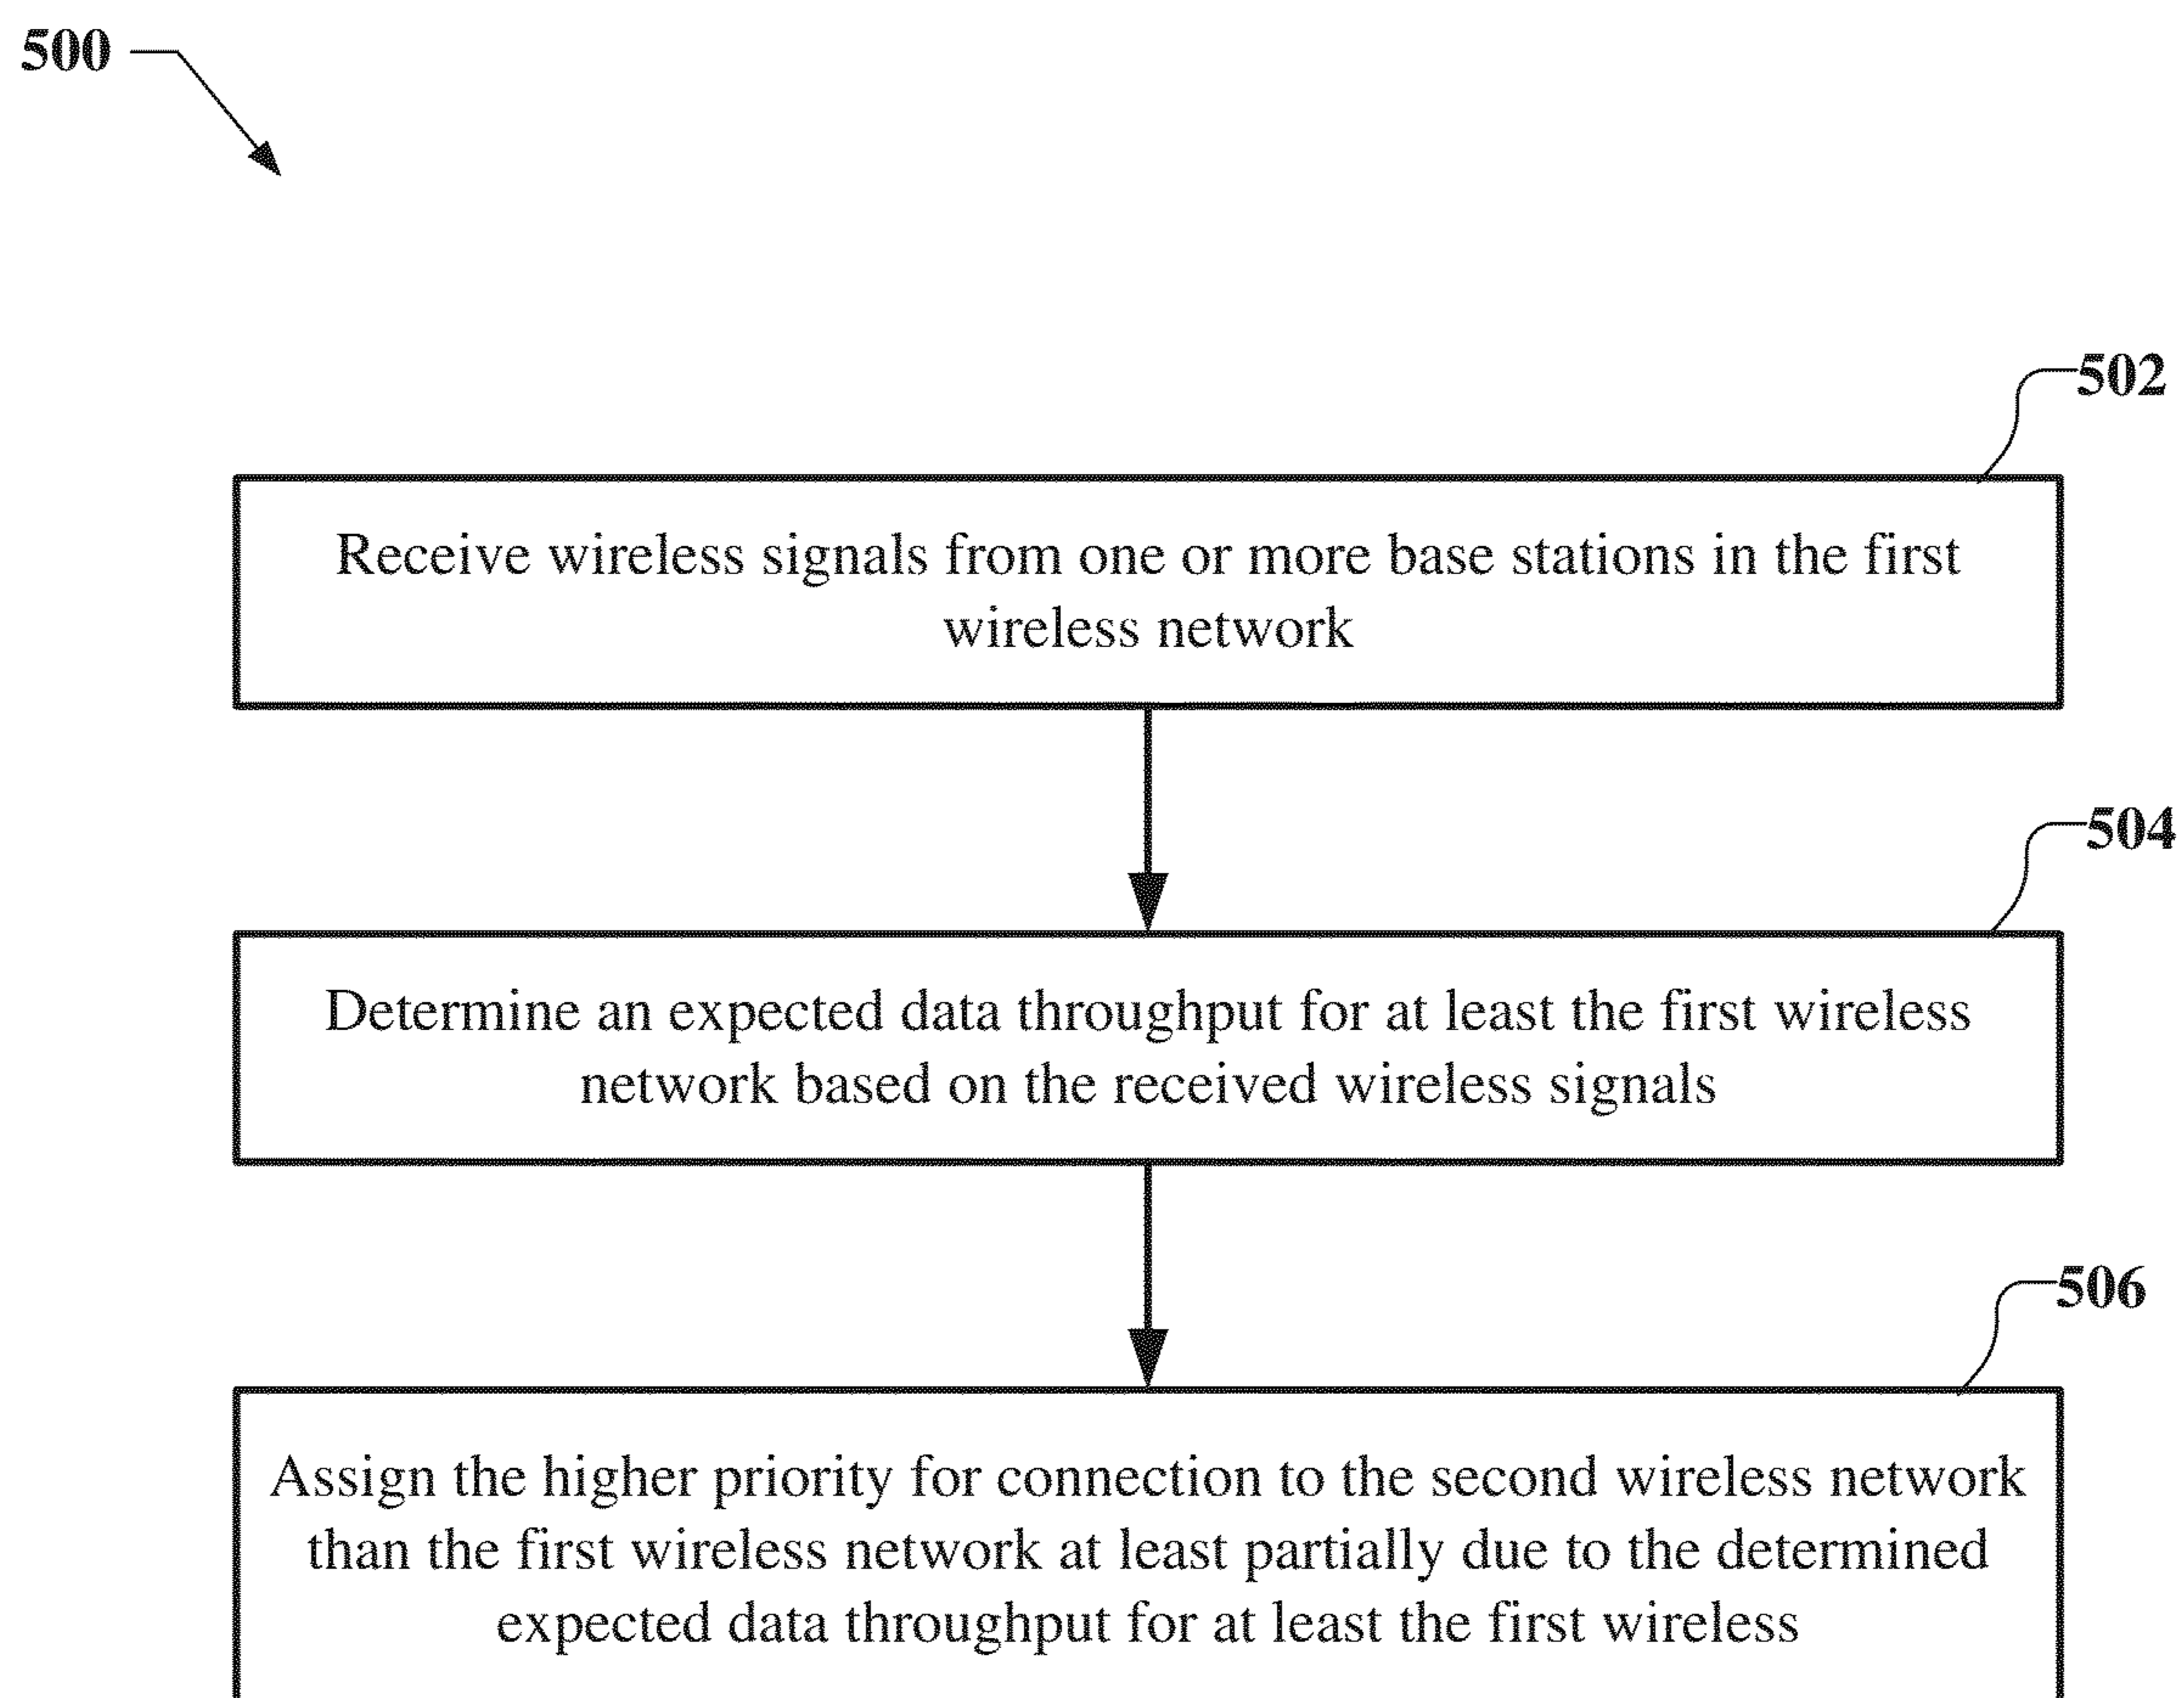 500
502
Receive wireless signals from one or more base stations in the first
wireless network
504
Determine an expected data throughput for at least the first wireless
network based on the received wireless signals
506
Assign the higher priority for connection to the second wireless network
than the first wireless network at least partially due to the determined
expected data throughput for at least the first wireless